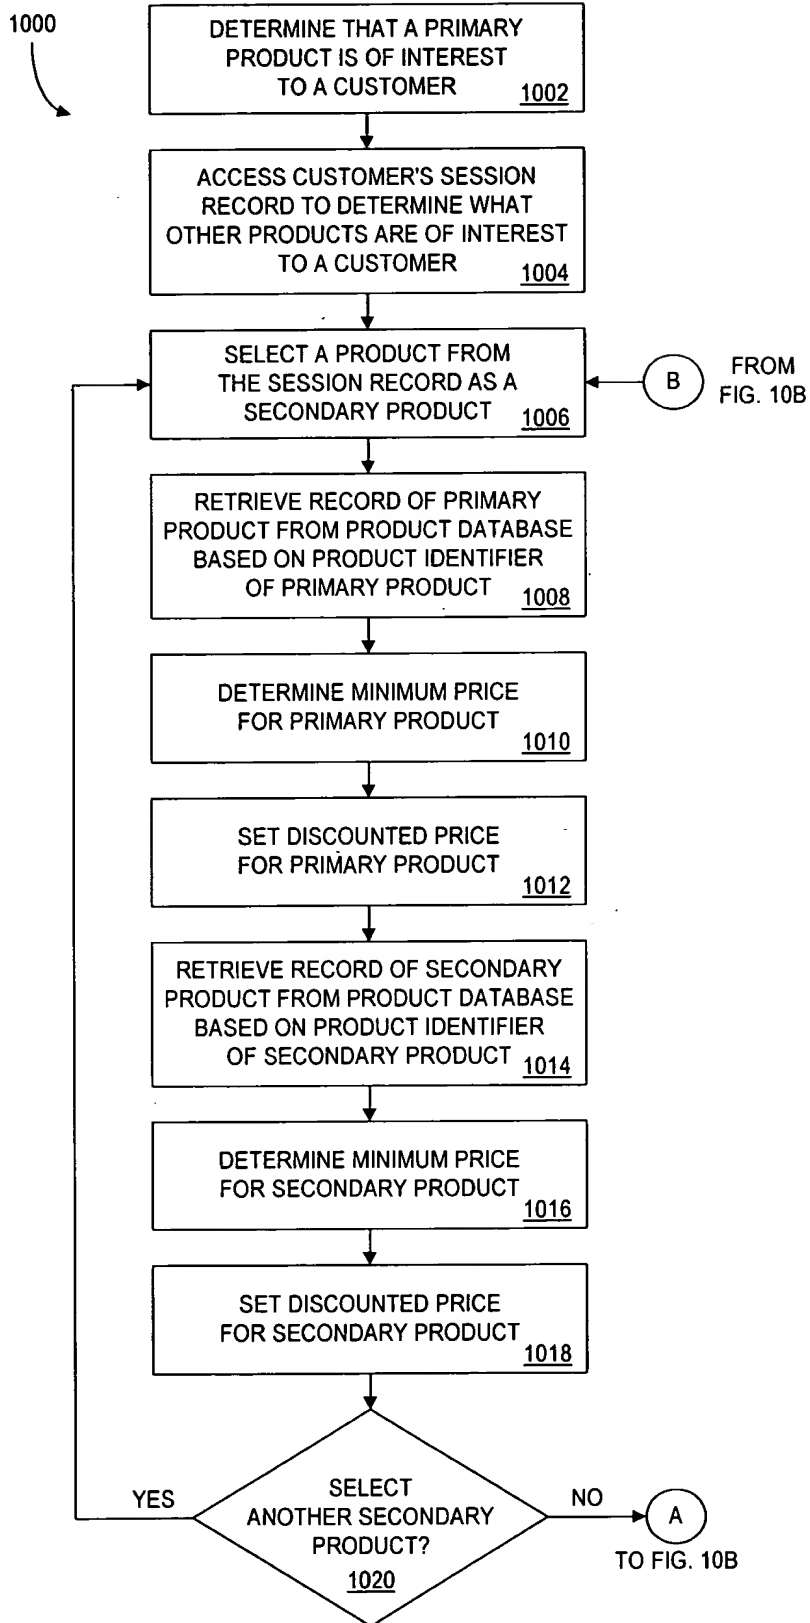 1000
DETERMINE THAT A PRIMARY
PRODUCT IS OF INTEREST
TO A CUSTOMER
1002
ACCESS CUSTOMER'S SESSION
RECORD TO DETERMINE WHAT
OTHER PRODUCTS ARE OF INTEREST
TO A CUSTOMER
1004
SELECT A PRODUCT FROM
THE SESSION RECORD AS A
SECONDARY PRODUCT
1006
B
FROM
FIG. 10B
RETRIEVE RECORD OF PRIMARY
PRODUCT FROM PRODUCT DATABASE
BASED ON PRODUCT IDENTIFIER
OF PRIMARY PRODUCT
1008
DETERMINE MINIMUM PRICE
FOR PRIMARY PRODUCT
1010
SET DISCOUNTED PRICE
FOR PRIMARY PRODUCT
1012
RETRIEVE RECORD OF SECONDARY
PRODUCT FROM PRODUCT DATABASE
BASED ON PRODUCT IDENTIFIER
OF SECONDARY PRODUCT
1014
DETERMINE MINIMUM PRICE
FOR SECONDARY PRODUCT
1016
SET DISCOUNTED PRICE
FOR SECONDARY PRODUCT
1018
YES
SELECT
ANOTHER SECONDARY
PRODUCT?
1020
NO
A
TO FIG. 10B